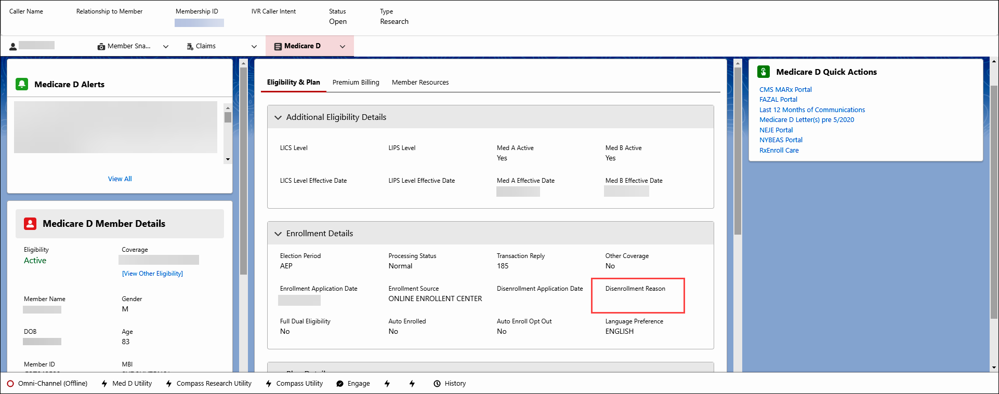 Caller Name
Relationship to Member
Membership ID
IVR Caller Intent
Status
Open
Type
Research
Member Sna...
Claims
Medicare D
Medicare D Alerts
View All
Medicare D Member Details
Eligibility
Active
Coverage
[View Other Eligibility]
Member Name
Gender
M
DOB
Age
83
Member ID
MBI
Eligibility & Plan
Premium Billing
Member Resources
Additional Eligibility Details
LICS Level
LIPS Level
Med A Active
Yes
Med B Active
Yes
LICS Level Effective Date
LIPS Level Effective Date
Med A Effective Date
Med B Effective Date
Enrollment Details
Election Period
AEP
Processing Status
Normal
Transaction Reply
185
Other Coverage
No
Enrollment Application Date
Enrollment Source
ONLINE ENROLLENT CENTER
Disenrollment Application Date
Disenrollment Reason
Full Dual Eligibility
No
Auto Enrolled
No
Auto Enroll Opt Out
No
Language Preference
ENGLISH
Medicare D Quick Actions
CMS MARx Portal
FAZAL Portal
Last 12 Months of Communications
Medicare D Letter(s) pre 5/2020
NEJE Portal
NYBEAS Portal
RxEnroll Care
Omni-Channel (Offline)
Med D Utility
Compass Research Utility
Compass Utility
Engage
History